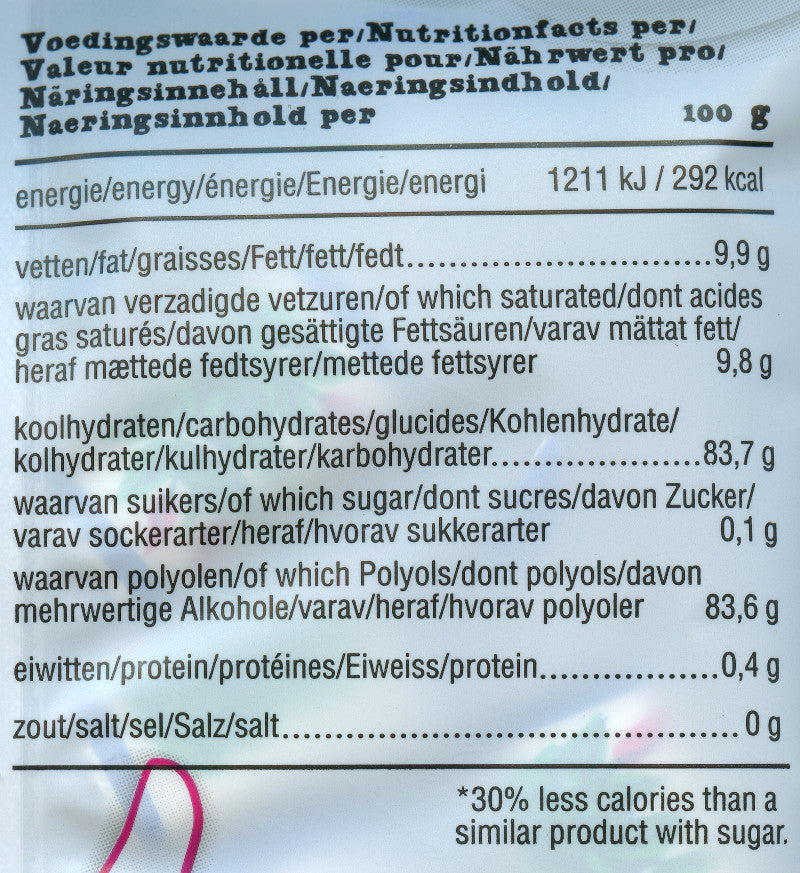 Voedingswaarde per/Nutritionfacts per/
Valeur nutritionelle pour/Nährwert pro/
Näringsinnehåll/Naeringsindhold/
Naeringsinnhold per 100 g
energie/energy/énergie/Energie/energi 1211 kJ / 292 kcal
vetten/fat/graisses/Fett/fett/fedt..............................9,9 g
waarvan verzadigde vetzuren/of which saturated/dont acides
gras saturés/davon gesättigte Fettsäuren/varav mättat fett/
heraf mættede fedtsyrer/mettede fettsyrer 9,8 g
koolhydraten/carbohydrates/glucides/Kohlenhydrate/
kolhydrater/kulhydrater/karbohydrater.....................83,7 g
waarvan suikers/of which sugar/dont sucres/davon Zucker/
varav sockerarter/heraf/hvorav sukkerarter 0,1 g
waarvan polyolen/of which Polyols/dont polyols/davon
mehrwertige Alkohole/varav/heraf/hvorav polyoler 83,6 g
eiwitten/protein/protéines/Eiweiss/protein..................0,4 g
zout/salt/sel/Salz/salt.............................................. 0 g
*30% less calories than a
similar product with sugar.